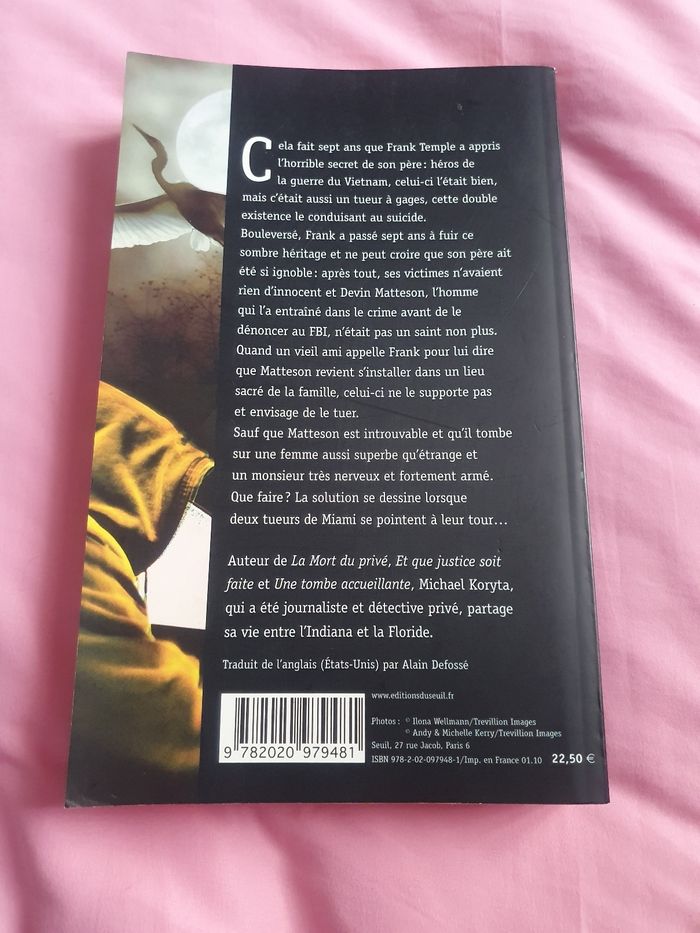 Cela fait sept ans que Frank Temple a appris
l'horrible secret de son père : héros de
la guerre du Vietnam, celui-ci l'était bien,
mais c'était aussi un tueur à gages, cette double
existence le conduisant au suicide.
Bouleversé, Frank a passé sept ans à fuir ce
sombre héritage et ne peut croire que son père ait
été si ignoble : après tout, ses victimes n'avaient
rien d'innocent et Devin Matteson, l'homme
qui l'a entraîné dans le crime avant de le
dénoncer au FBI, n'était pas un saint non plus.
Quand un vieil ami appelle Frank pour lui dire
que Matteson revient s'installer dans un lieu
sacré de la famille, celui-ci ne le supporte pas
et envisage de le tuer.
Sauf que Matteson est introuvable et qu'il tombe
sur une femme aussi superbe qu'étrange et
un monsieur très nerveux et fortement armé.
Que faire ? La solution se dessine lorsque
deux tueurs de Miami se pointent à leur tour…
Auteur de La Mort du privé, Et que justice soit
faite et Une tombe accueillante, Michael Koryta,
qui a été journaliste et détective privé, partage
sa vie entre l'Indiana et la Floride.
Traduit de l'anglais (États-Unis) par Alain Defossé
www.editionsduseuil.fr
Photos : © Ilona Wellmann/Trevillion Images
© Andy & Michelle Kerry/Trevillion Images
Seuil, 27 rue Jacob, Paris 6
ISBN 978-2-02-097948-1/Imp. en France 01.10 22,50 €
9 782020 979481